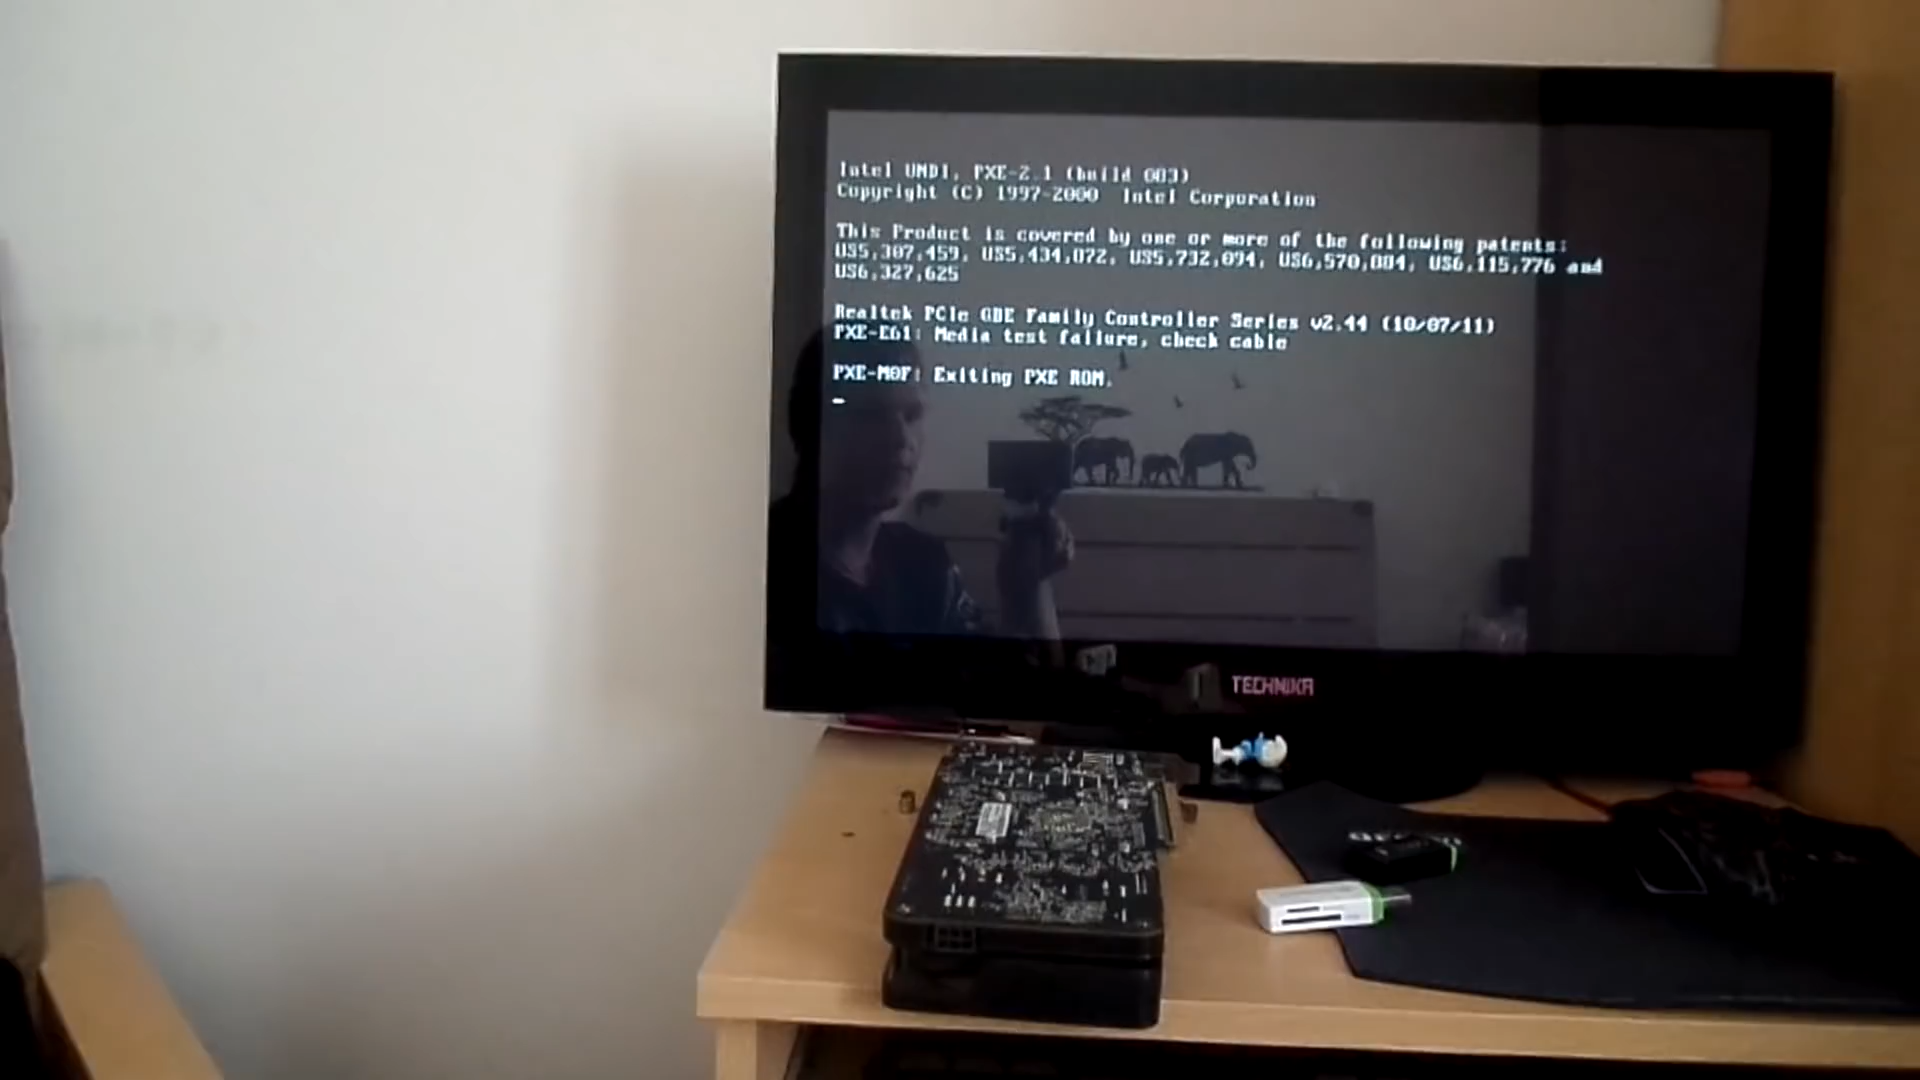 Intel UNDI, PXE-2.1 (build 083)
Copyright (C) 1997-2000  Intel Corporation
This Product is covered by one or more of the following patents:
US5,307,459, US5,434,872, US5,732,094, US6,570,884, US6,115,776 and
US6,327,625
Realtek PCIe GBE Family Controller Series v2.44 (10/07/11)
PXE-E61: Media test failure, check cable
PXE-M0F: Exiting PXE ROM.
TECHNIKA